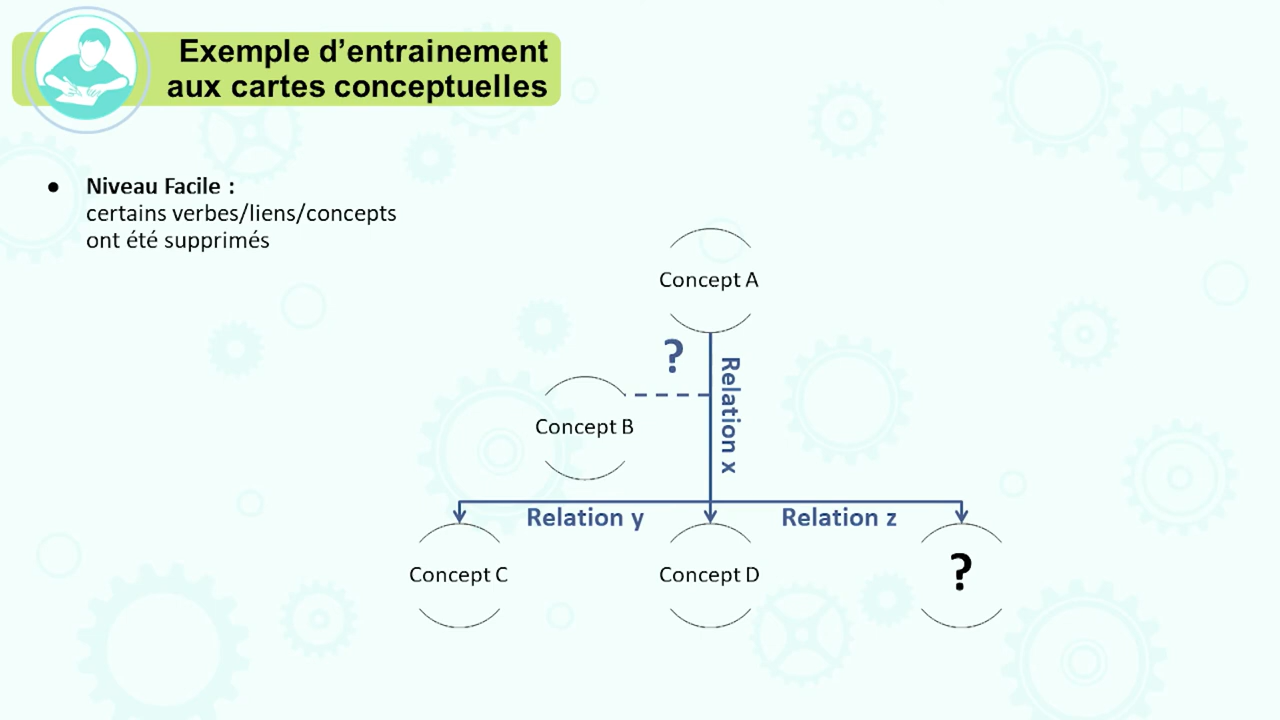 Exemple d’entrainement
aux cartes conceptuelles
● Niveau Facile :
certains verbes/liens/concepts
ont été supprimés
Concept A
?
Relation x
Concept B
Relation y
Relation z
Concept C
Concept D
?